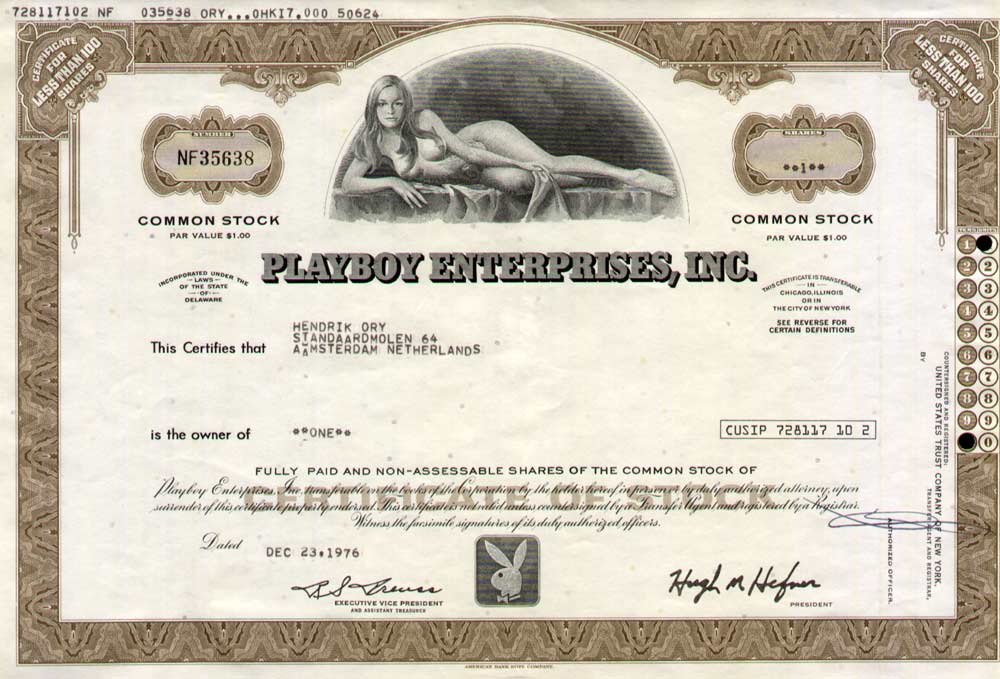 728117102 NF 035638 ORY...OHKI7,000 50624
CERTIFICATE
FOR
LESS THAN 100
SHARES
CERTIFICATE
FOR
LESS THAN 100
SHARES
NUMBER
NF35638
COMMON STOCK
PAR VALUE $1.00
SHARES
**1**
COMMON STOCK
PAR VALUE $1.00
INCORPORATED UNDER THE
LAWS
OF THE STATE
OF
DELAWARE
PLAYBOY ENTERPRISES, INC.
THIS CERTIFICATE IS TRANSFERABLE
IN
CHICAGO, ILLINOIS
OR IN
THE CITY OF NEW YORK
SEE REVERSE FOR
CERTAIN DEFINITIONS
This Certifies that
HENDRIK ORY
STANDAARDMOLEN 64
AMSTERDAM NETHERLANDS
is the owner of **ONE**
CUSIP 728117 10 2
FULLY PAID AND NON-ASSESSABLE SHARES OF THE COMMON STOCK OF
Playboy Enterprises, Inc. transferable on the books of the Corporation by the holder hereof in person or by duly authorized attorney, upon
surrender of this certificate properly endorsed. This certificate is not valid unless countersigned by a Transfer Agent and registered by a Registrar.
Witness the facsimile signatures of its duly authorized officers.
Dated DEC 23.1976
EXECUTIVE VICE PRESIDENT
AND ASSISTANT TREASURER
Hugh M Hefner
PRESIDENT
TENS UNITS
1
2 2
3 3
4 4
5 5
6 6
7 7
8 8
9 9
0
COUNTERSIGNED AND REGISTERED:
UNITED STATES TRUST COMPANY OF NEW YORK,
TRANSFER AGENT AND REGISTRAR,
BY
AUTHORIZED OFFICER.
AMERICAN BANK NOTE COMPANY.